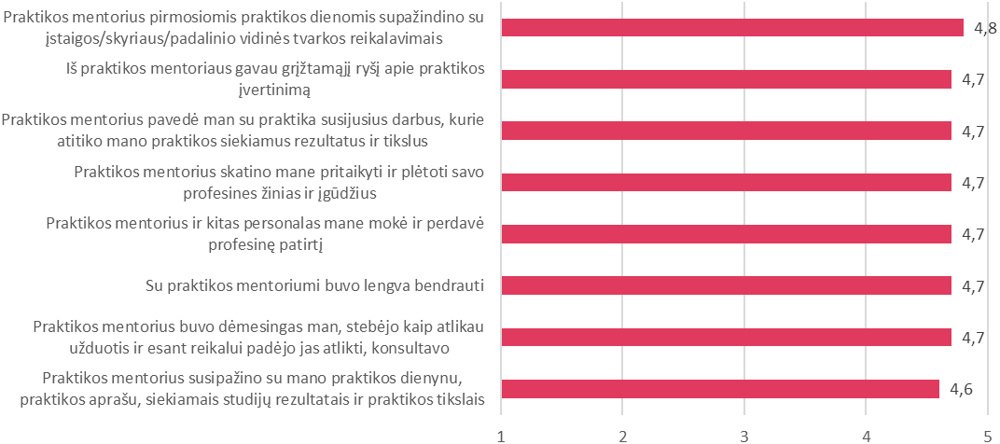 Praktikos mentorius pirmosiomis praktikos dienomis supažindino su
įstaigos/skyriaus/padalinio vidinės tvarkos reikalavimais
4,8
Iš praktikos mentoriaus gavau grįžtamąjį ryšį apie praktikos
įvertinimą
4,7
Praktikos mentorius pavedė man su praktika susijusius darbus, kurie
atitiko mano praktikos siekiamus rezultatus ir tikslus
4,7
Praktikos mentorius skatino mane pritaikyti ir plėtoti savo
profesines žinias ir įgūdžius
4,7
Praktikos mentorius ir kitas personalas mane mokė ir perdavė
profesinę patirtį
4,7
Su praktikos mentoriumi buvo lengva bendrauti
4,7
Praktikos mentorius buvo dėmesingas man, stebėjo kaip atlikau
užduotis ir esant reikalui padėjo jas atlikti, konsultavo
4,7
Praktikos mentorius susipažino su mano praktikos dienynu,
praktikos aprašu, siekiamais studijų rezultatais ir praktikos tikslais
4,6
1 2 3 4 5